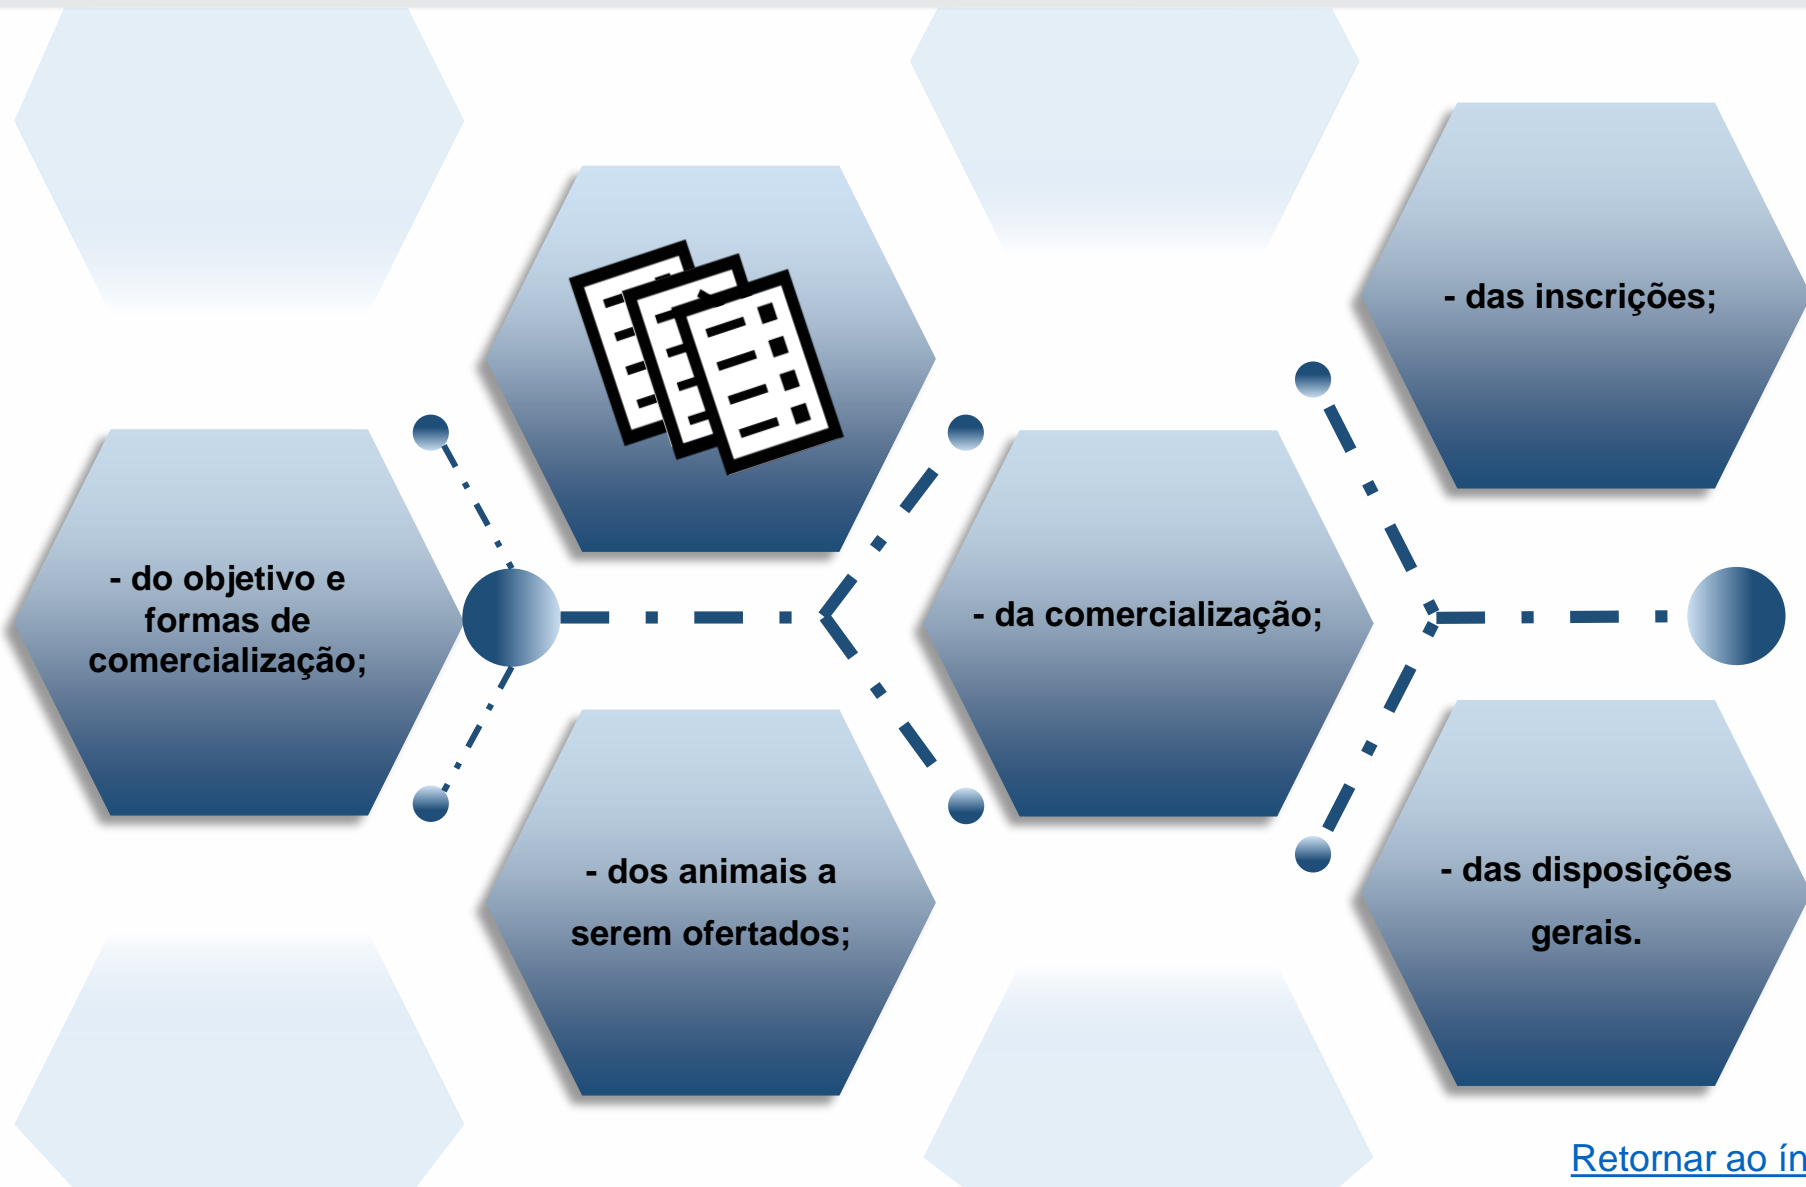 - do objetivo e
formas de
comercialização;
- dos animais a
serem ofertados;
- da comercialização;
- das inscrições;
- das disposições
gerais.
Retornar ao ín